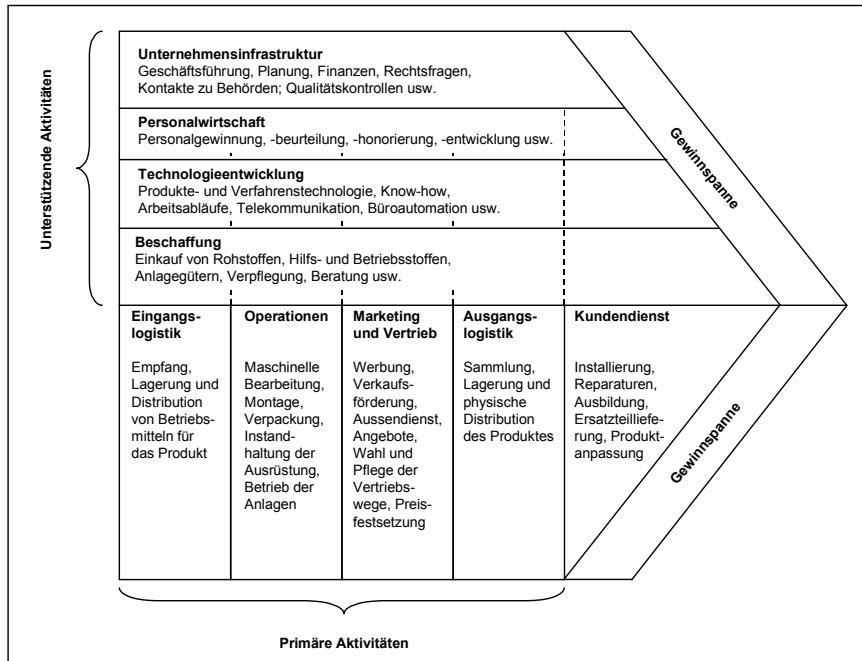 Unterstützende Aktivitäten
Unternehmensinfrastruktur
Geschäftsführung, Planung, Finanzen, Rechtsfragen,
Kontakte zu Behörden; Qualitätskontrollen usw.
Personalwirtschaft
Personalgewinnung, -beurteilung, -honorierung, -entwicklung usw.
Technologieentwicklung
Produkte- und Verfahrenstechnologie, Know-how,
Arbeitsabläufe, Telekommunikation, Büroautomation usw.
Beschaffung
Einkauf von Rohstoffen, Hilfs- und Betriebsstoffen,
Anlagegütern, Verpflegung, Beratung usw.
Gewinnspanne
Eingangs-
logistik
Empfang,
Lagerung und
Distribution
von Betriebs-
mitteln für
das Produkt
Operationen
Maschinelle
Bearbeitung,
Montage,
Verpackung,
Instand-
haltung der
Ausrüstung,
Betrieb der
Anlagen
Marketing
und Vertrieb
Werbung,
Verkaufs-
förderung,
Aussendienst,
Angebote,
Wahl und
Pflege der
Vertriebs-
wege, Preis-
festsetzung
Ausgangs-
logistik
Sammlung,
Lagerung und
physische
Distribution
des Produktes
Kundendienst
Installierung,
Reparaturen,
Ausbildung,
Ersatzteilliefe-
rung, Produkt-
anpassung
Gewinnspanne
Primäre Aktivitäten